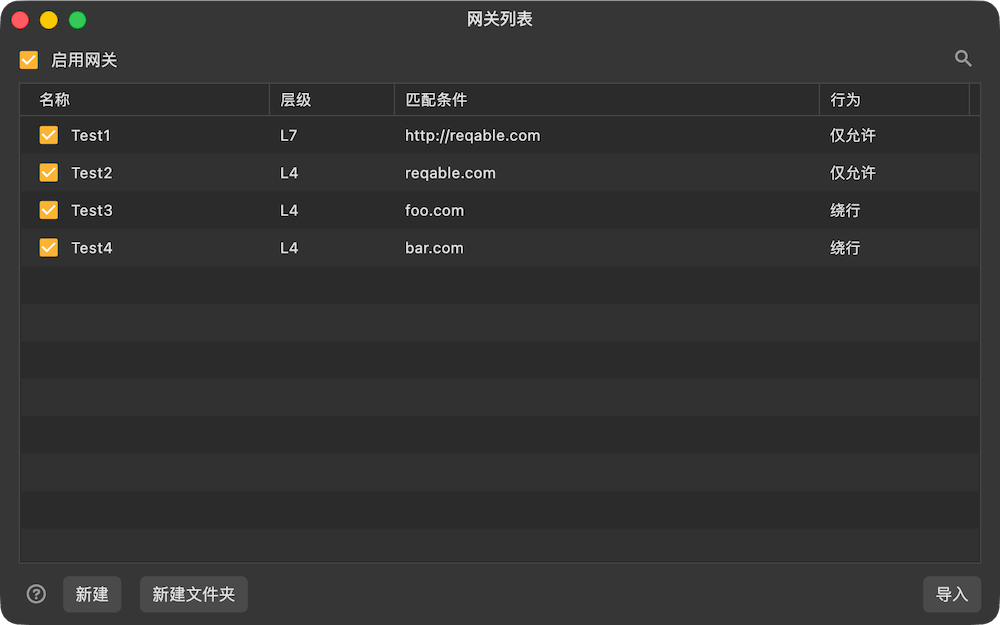 网关列表
启用网关
名称 层级 匹配条件 行为
Test1 L7 http://reqable.com 仅允许
Test2 L4 reqable.com 仅允许
Test3 L4 foo.com 绕行
Test4 L4 bar.com 绕行
? 新建 新建文件夹 导入